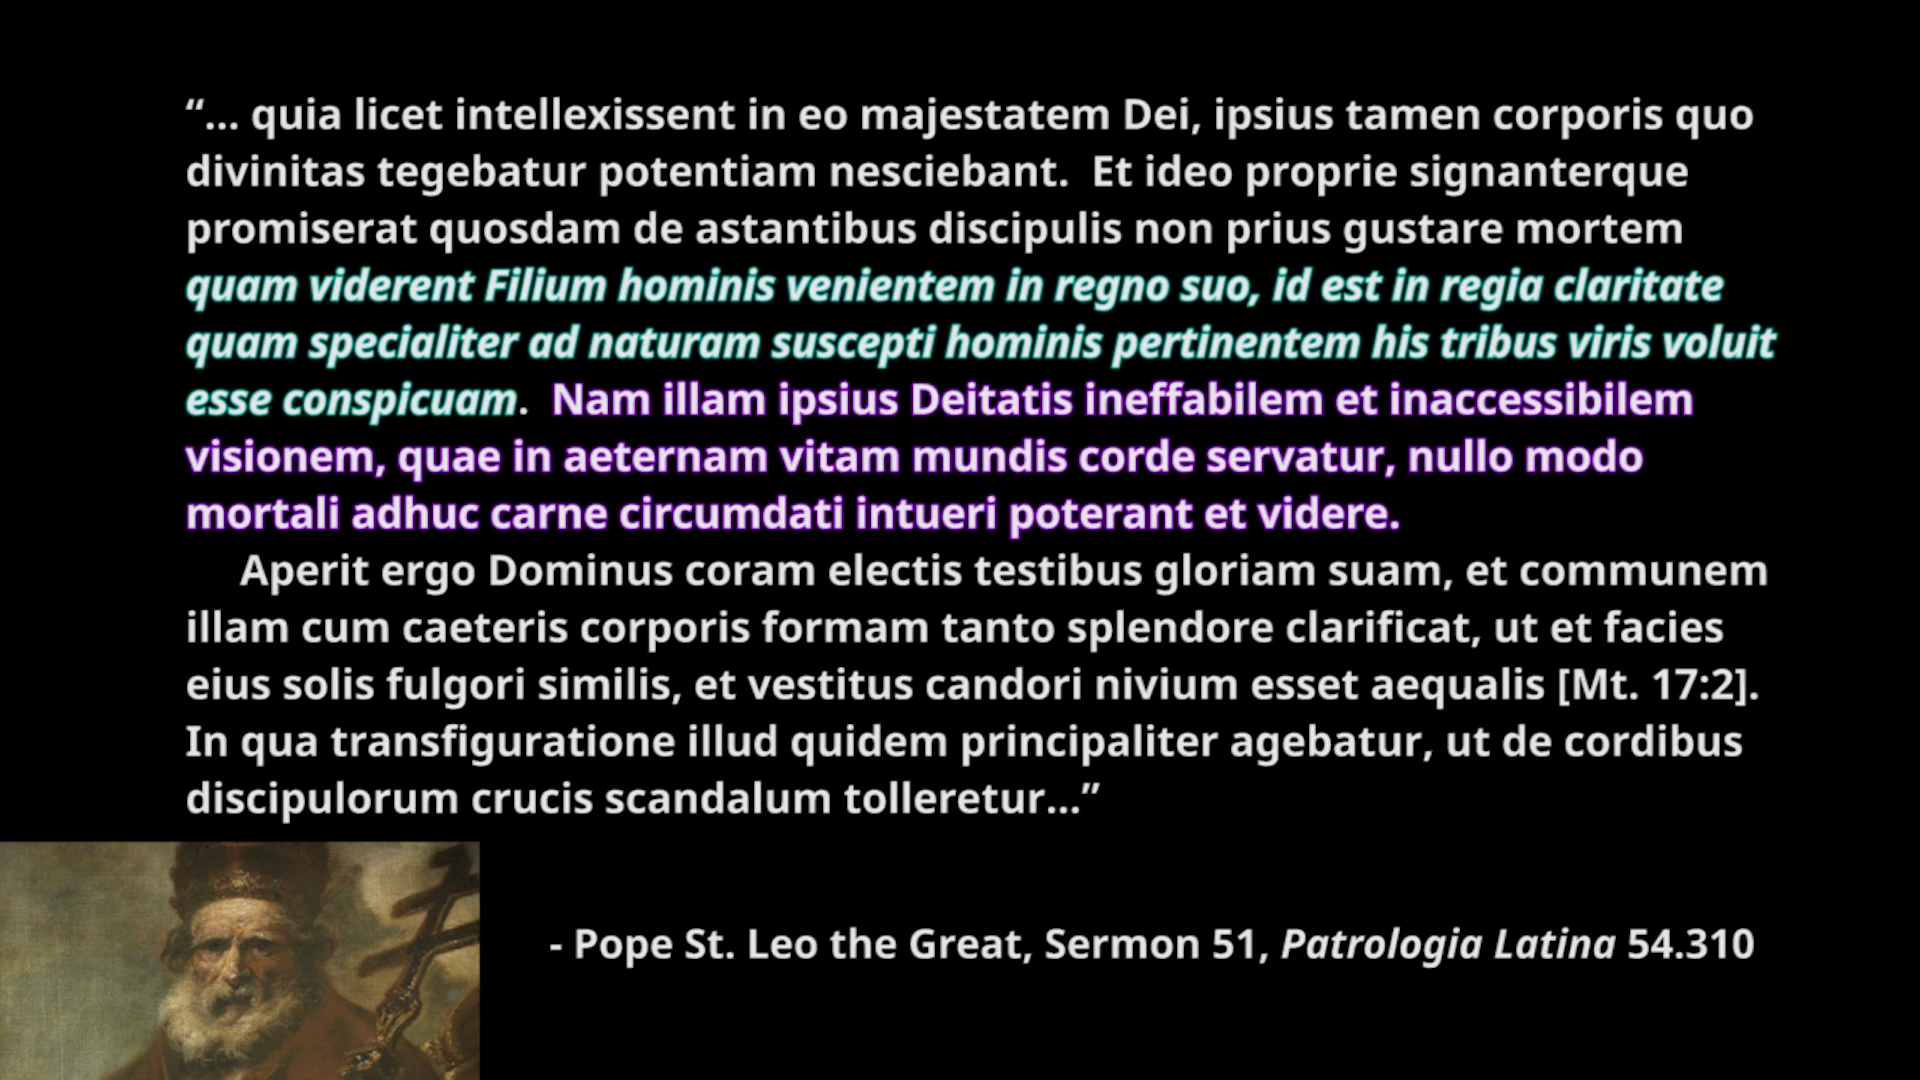 “... quia licet intellexissent in eo majestatem Dei, ipsius tamen corporis quo
divinitas tegebatur potentiam nesciebant.  Et ideo proprie signanterque
promiserat quosdam de astantibus discipulis non prius gustare mortem
quam viderent Filium hominis venientem in regno suo, id est in regia claritate
quam specialiter ad naturam suscepti hominis pertinentem his tribus viris voluit
esse conspicuam.  Nam illam ipsius Deitatis ineffabilem et inaccessibilem
visionem, quae in aeternam vitam mundis corde servatur, nullo modo
mortali adhuc carne circumdati intueri poterant et videre.
Aperit ergo Dominus coram electis testibus gloriam suam, et communem
illam cum caeteris corporis formam tanto splendore clarificat, ut et facies
eius solis fulgori similis, et vestitus candori nivium esset aequalis [Mt. 17:2].
In qua transfiguratione illud quidem principaliter agebatur, ut de cordibus
discipulorum crucis scandalum tolleretur...”
- Pope St. Leo the Great, Sermon 51, Patrologia Latina 54.310